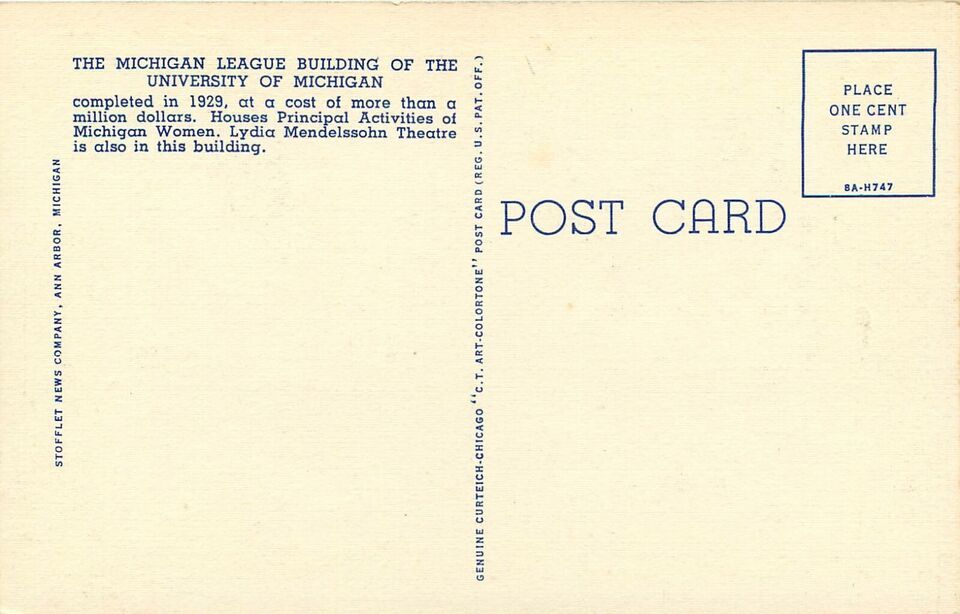 THE MICHIGAN LEAGUE BUILDING OF THE
UNIVERSITY OF MICHIGAN
completed in 1929, at a cost of more than a
million dollars. Houses Principal Activities of
Michigan Women. Lydia Mendelssohn Theatre
is also in this building.
STOFFLET NEWS COMPANY, ANN ARBOR, MICHIGAN
GENUINE CURTEICH-CHICAGO "C.T. ART-COLORTONE" POST CARD (REG. U.S. PAT. OFF.)
POST CARD
PLACE
ONE CENT
STAMP
HERE
8A-H747